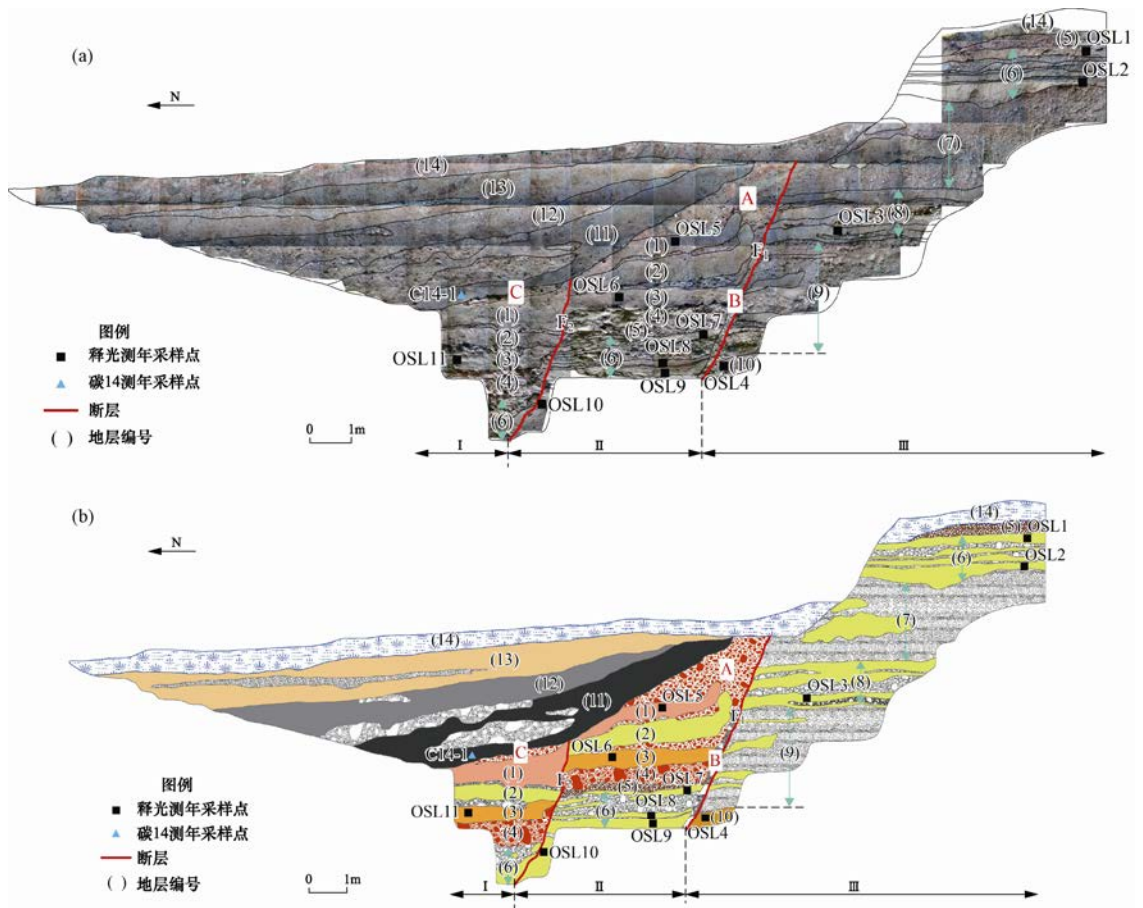 (a)
N
(14)
(5) OSL1
OSL2
(6)
(7)
(14)
(13)
(12)
(11)
A
OSL3
(8)
OSL5
(1)
F1
(2)
(9)
C14-1
C
OSL6
B
(3)
(1)
(4)
OSL7
(2)
(5)
F2
OSL8
(6)
OSL11
(3)
(10)
(4)
OSL9
OSL4
OSL10
(6)
图例
释光测年采样点
碳14测年采样点
断层
( ) 地层编号
0 1m
I II III
(b)
N
(14)
(5) OSL1
OSL2
(6)
(7)
(14)
(13)
(12)
(11)
A
OSL3
(8)
OSL5
(1)
(2)
(9)
C14-1
C
OSL6
B
(3)
(1)
(4)
OSL7
(2)
(5)
OSL8
(6)
OSL11
(3)
(10)
(4)
OSL9
OSL4
OSL10
(6)
图例
释光测年采样点
碳14测年采样点
断层
( ) 地层编号
0 1m
I II III